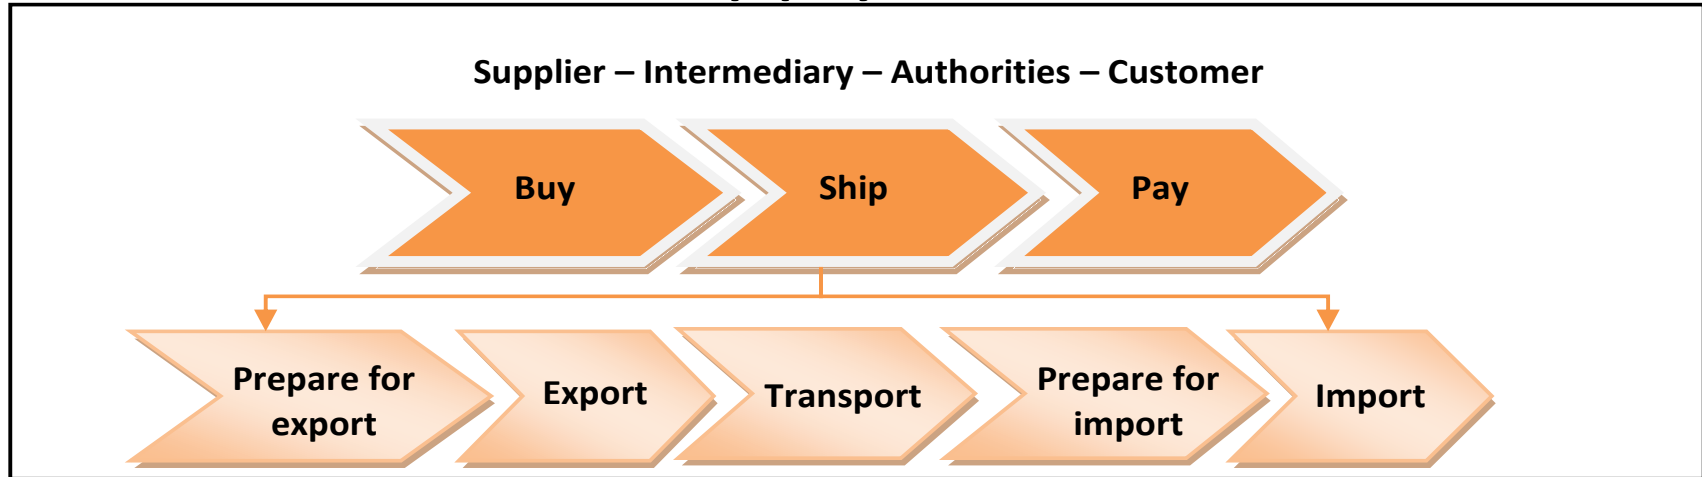 Supplier – Intermediary – Authorities – Customer
Buy
Ship
Pay
Prepare for
export
Export
Transport
Prepare for
import
Import